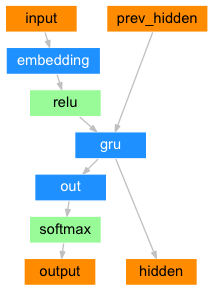 input prev_hidden
embedding
relu
gru
out
softmax
output hidden